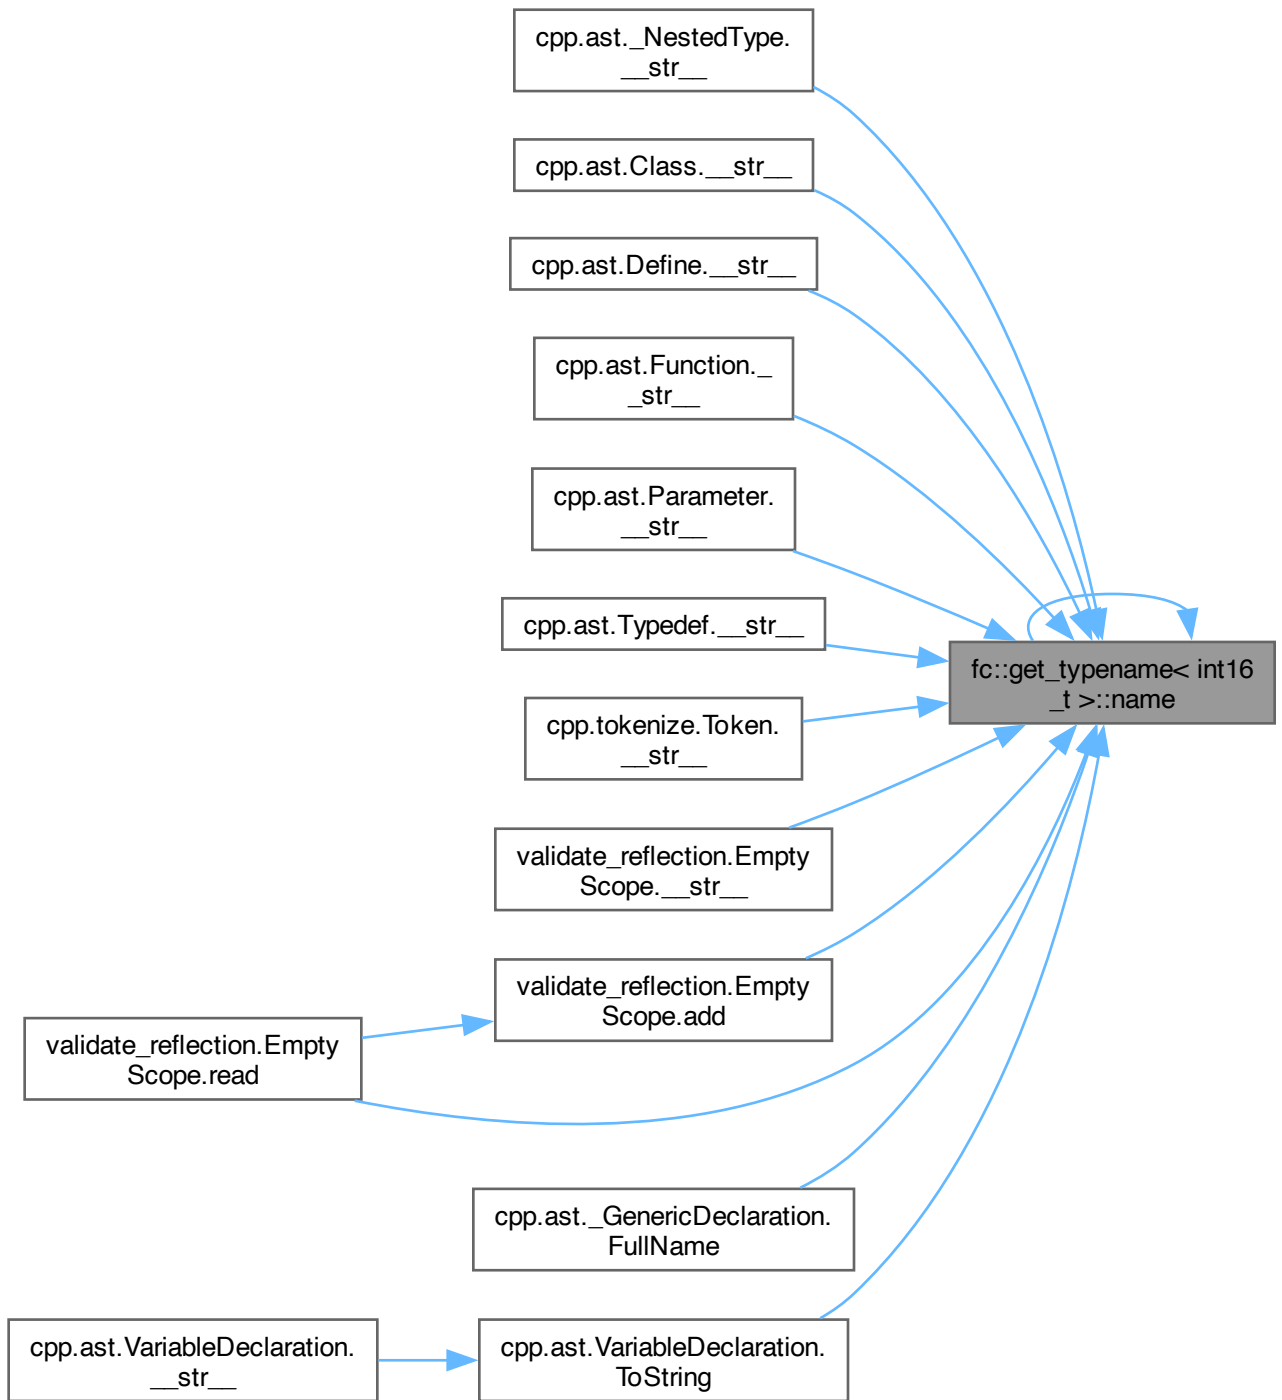 cpp.ast._NestedType.
__str__
cpp.ast.Class.__str__
cpp.ast.Define.__str__
cpp.ast.Function._
_str__
cpp.ast.Parameter.
__str__
cpp.ast.Typedef.__str__
fc::get_typename< int16
_t >::name
cpp.tokenize.Token.
__str__
validate_reflection.Empty
Scope.__str__
validate_reflection.Empty
Scope.add
validate_reflection.Empty
Scope.read
cpp.ast._GenericDeclaration.
FullName
cpp.ast.VariableDeclaration.
__str__
cpp.ast.VariableDeclaration.
ToString